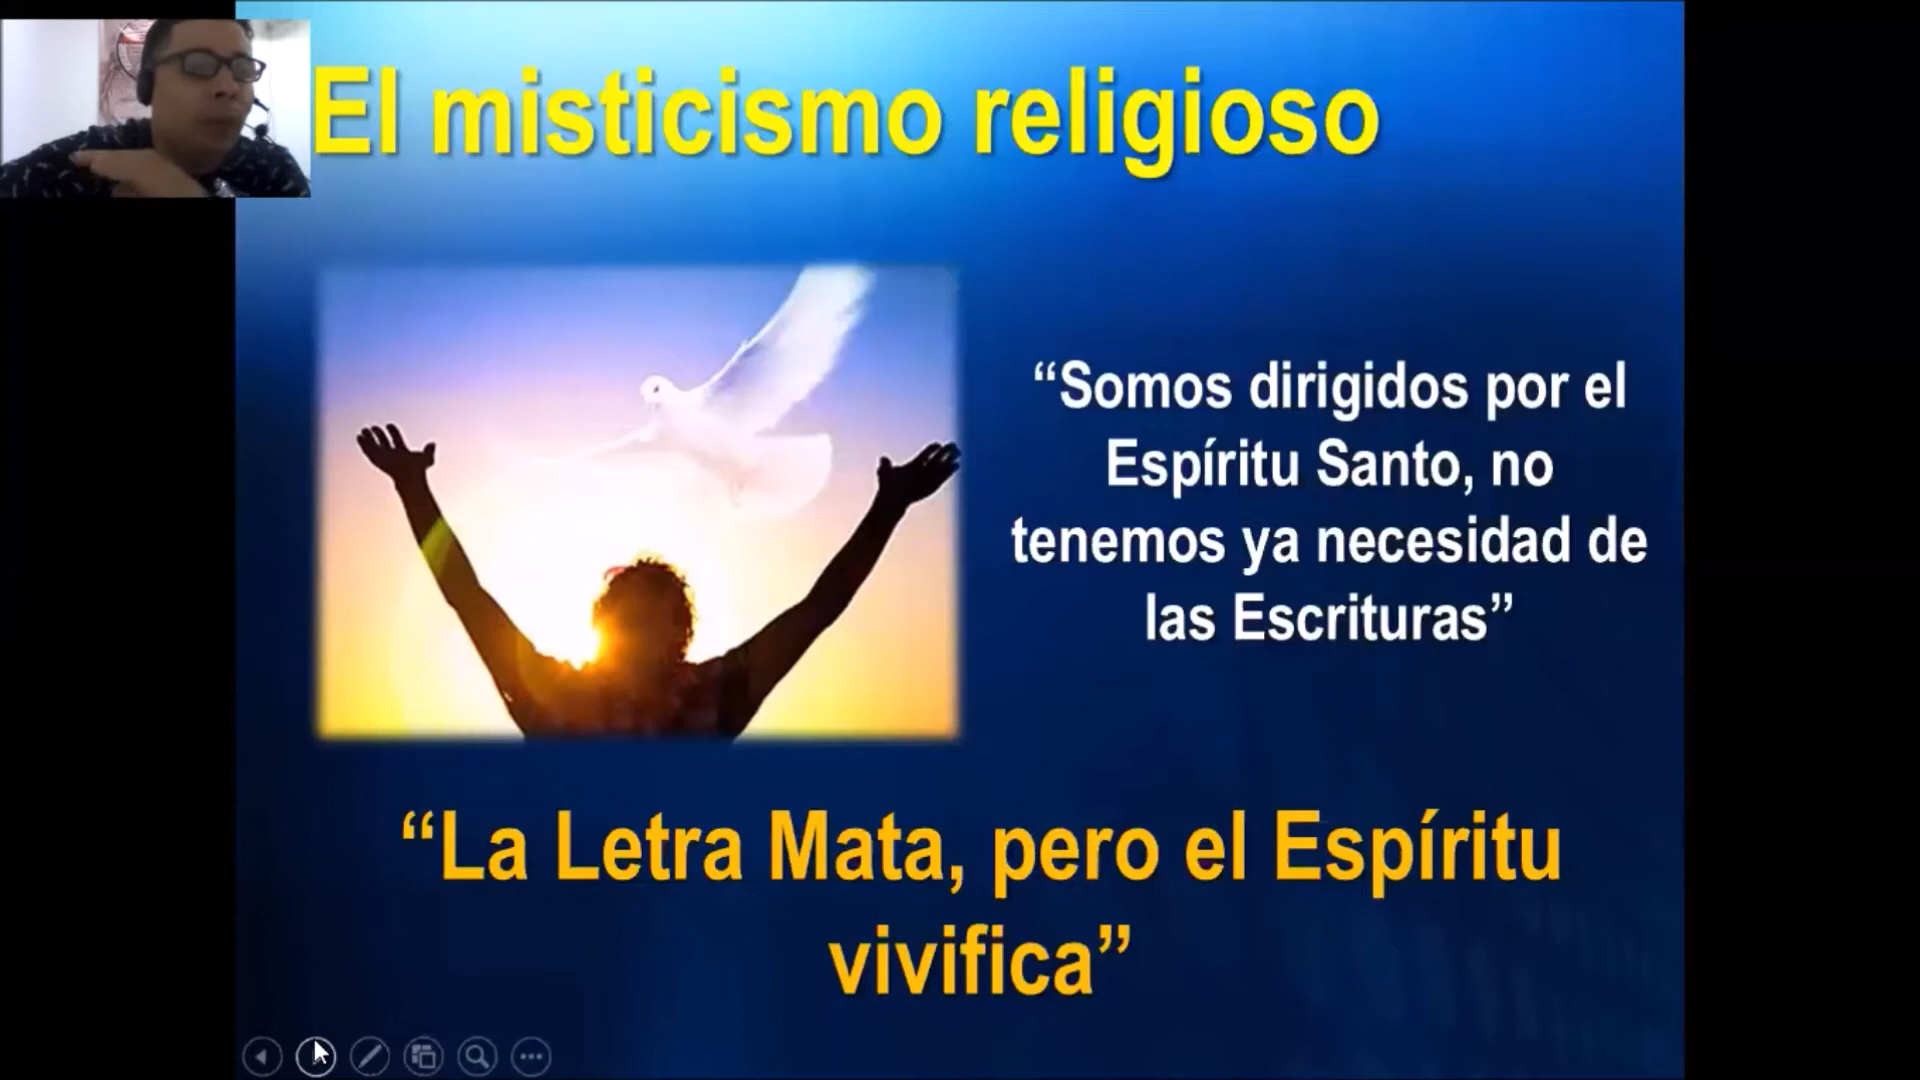 El misticismo religioso
“Somos dirigidos por el
Espíritu Santo, no
tenemos ya necesidad de
las Escrituras”
“La Letra Mata, pero el Espíritu
vivifica”